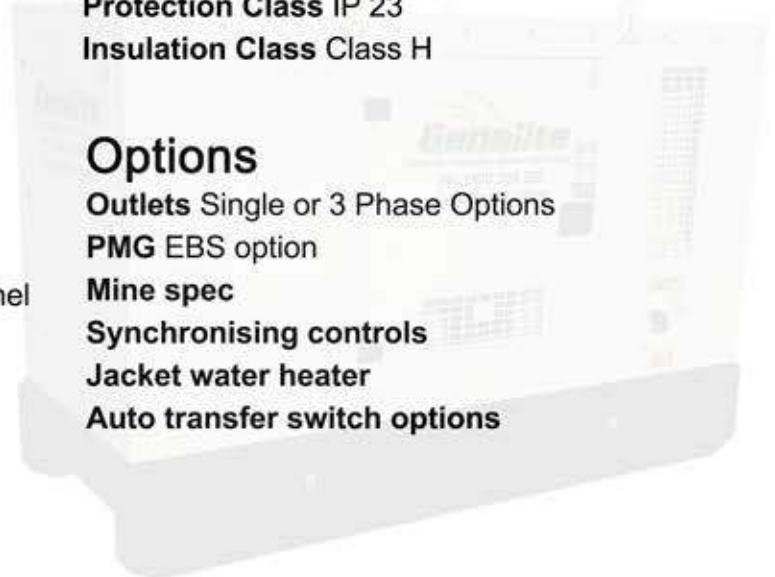 Protection Class IP 23
Insulation Class Class H
Options
Outlets Single or 3 Phase Options
PMG EBS option
nel
Mine spec
Synchronising controls
Jacket water heater
Auto transfer switch options